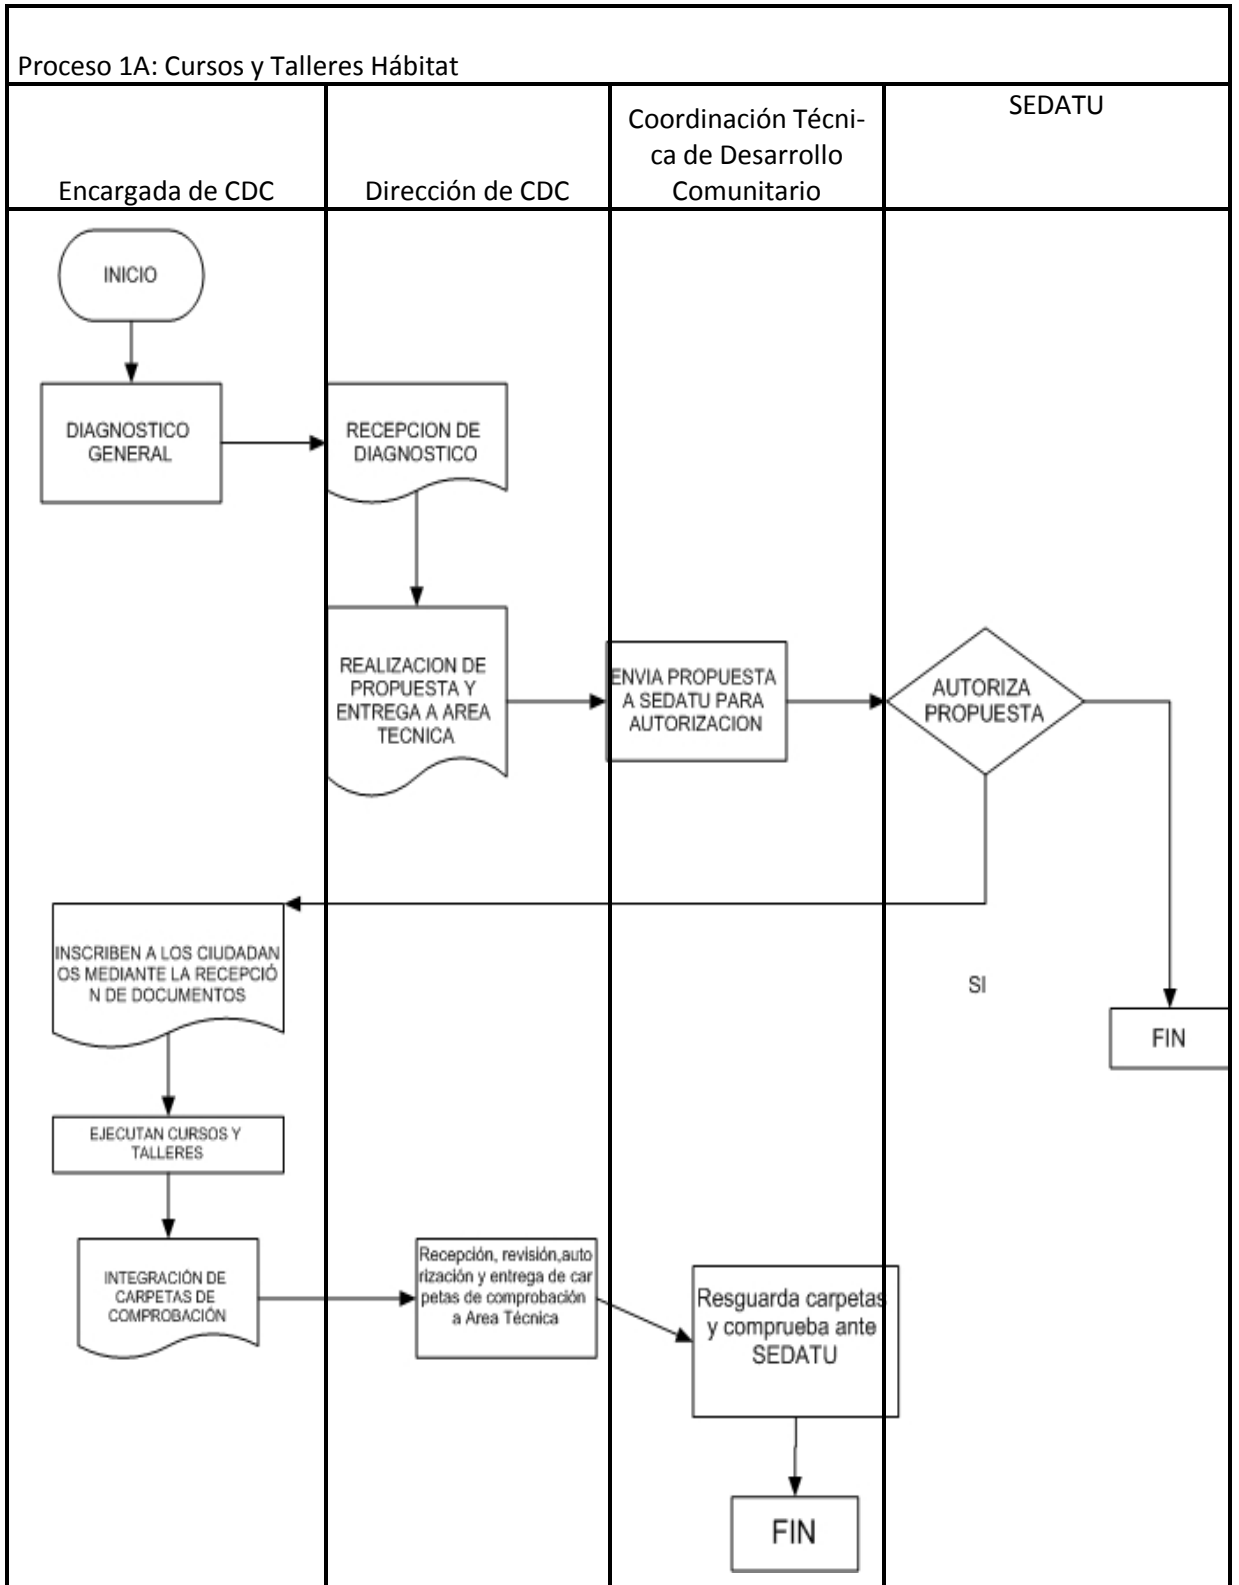 Proceso 1A: Cursos y Talleres Hábitat
Encargada de CDC
Dirección de CDC
Coordinación Técni-
ca de Desarrollo
Comunitario
SEDATU
INICIO
DIAGNOSTICO
GENERAL
RECEPCION DE
DIAGNOSTICO
REALIZACION DE
PROPUESTA Y
ENTREGA A AREA
TECNICA
ENVIA PROPUESTA
A SEDATU PARA
AUTORIZACION
AUTORIZA
PROPUESTA
INSCRIBEN A LOS CIUDADAN
OS MEDIANTE LA RECEPCIÓ
N DE DOCUMENTOS
SI
FIN
EJECUTAN CURSOS Y
TALLERES
INTEGRACIÓN DE
CARPETAS DE
COMPROBACIÓN
Recepción, revisión,auto
rización y entrega de car
petas de comprobación
a Area Técnica
Resguarda carpetas
y comprueba ante
SEDATU
FIN